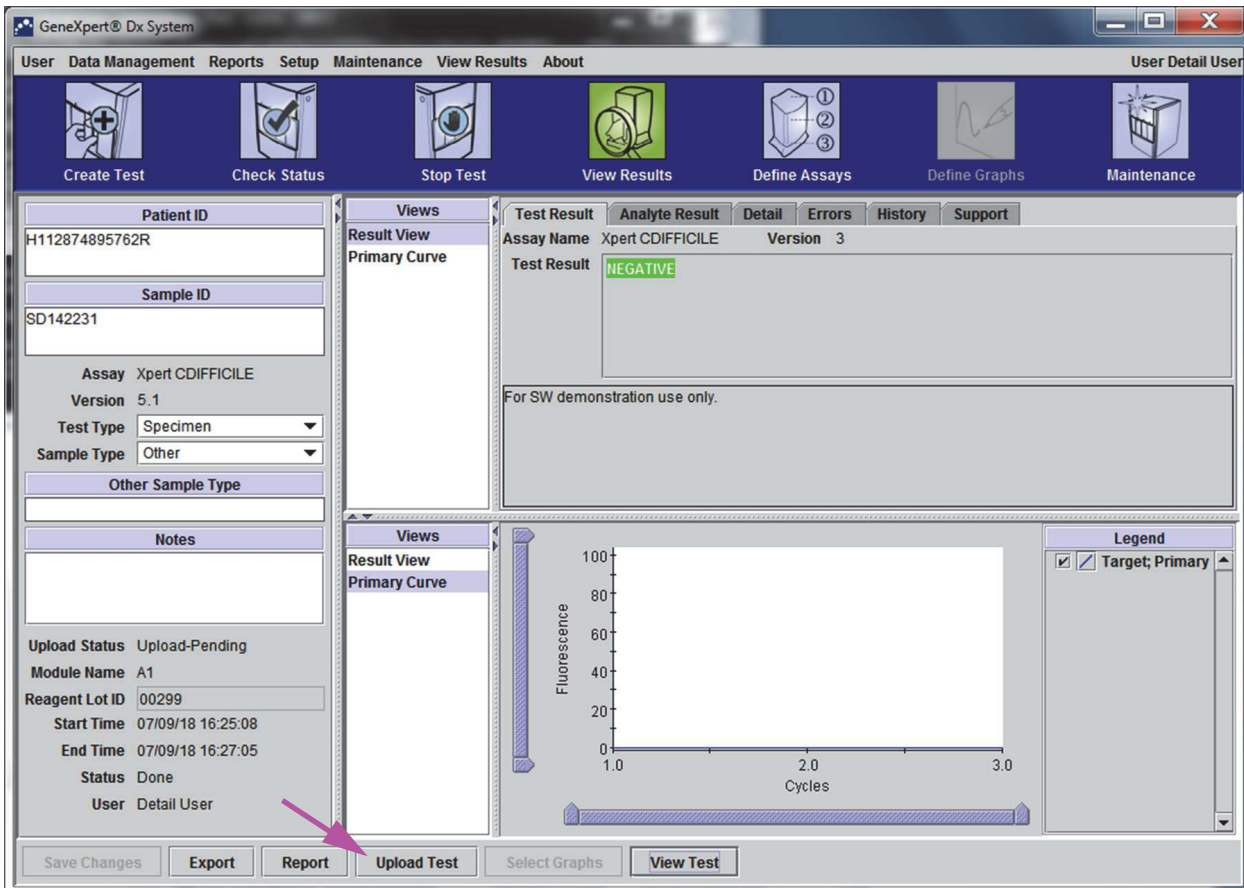 GeneXpert® Dx System
User Data Management Reports Setup Maintenance View Results About User Detail User
Create Test Check Status Stop Test View Results Define Assays Define Graphs Maintenance
Patient ID
H112874895762R
Sample ID
SD142231
Assay Xpert CDIFFICILE
Version 5.1
Test Type Specimen
Sample Type Other
Other Sample Type
Notes
Upload Status Upload-Pending
Module Name A1
Reagent Lot ID 00299
Start Time 07/09/18 16:25:08
End Time 07/09/18 16:27:05
Status Done
User Detail User
Views
Result View
Primary Curve
Test Result Analyte Result Detail Errors History Support
Assay Name Xpert CDIFFICILE Version 3
Test Result NEGATIVE
For SW demonstration use only.
Views
Result View
Primary Curve
100
80
60
40
20
0
Fluorescence
1.0 2.0 3.0
Cycles
Legend
Target; Primary
Save Changes Export Report Upload Test Select Graphs View Test